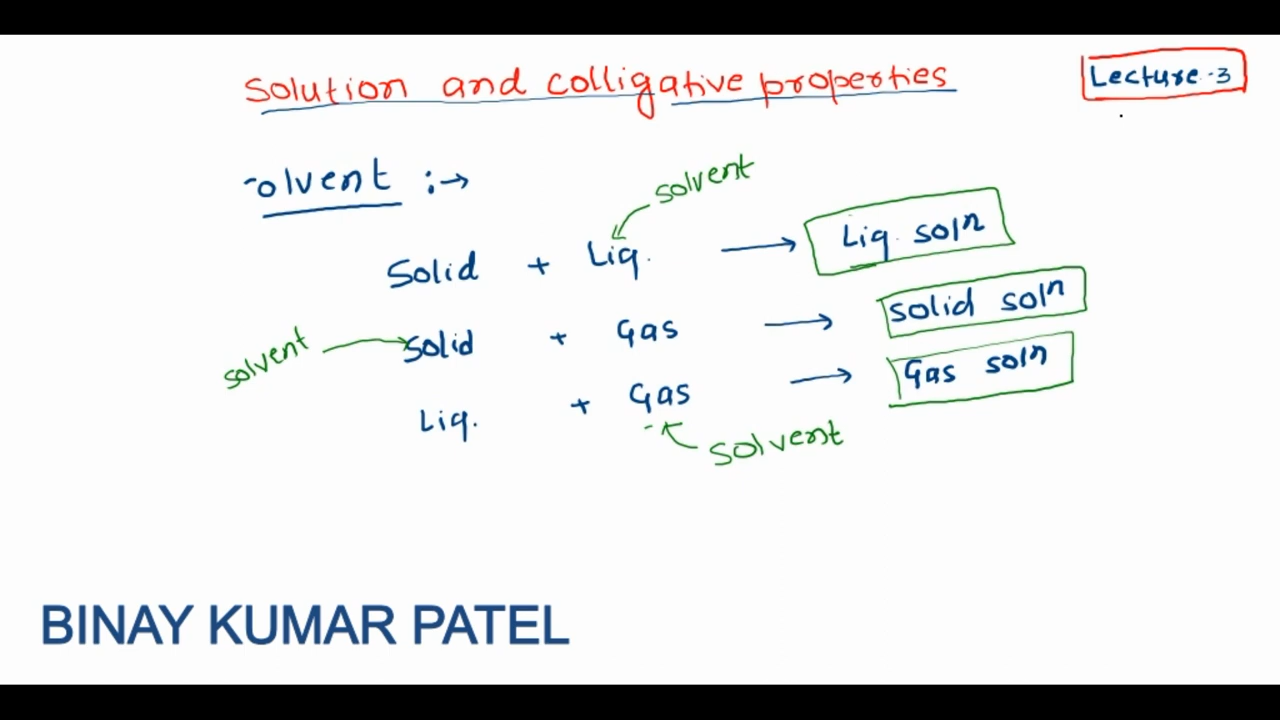 Solution and colligative properties
Lecture-3
olvent :→
solvent
Solid + Liq. → Liq. solⁿ
solvent → Solid + Gas → solid solⁿ
Liq. + Gas → Gas solⁿ
solvent
BINAY KUMAR PATEL